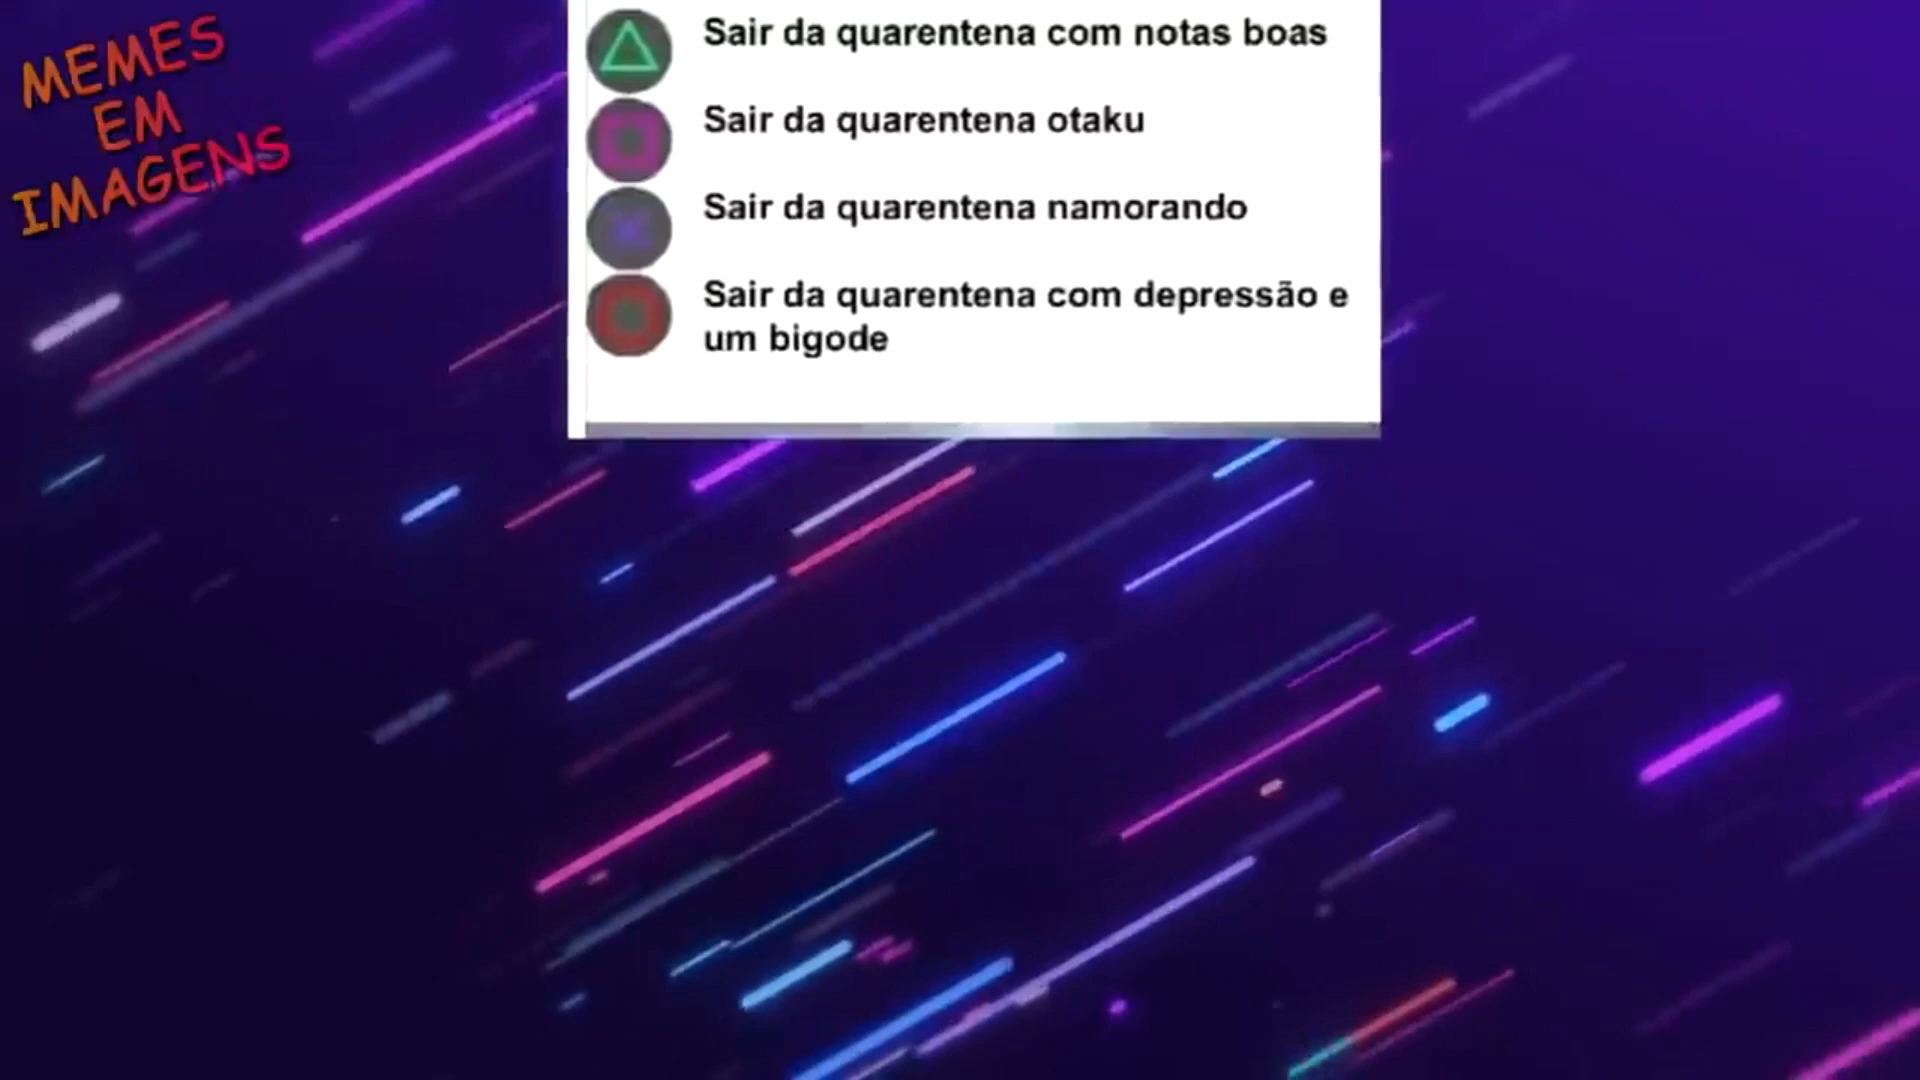 MEMES
EM
IMAGENS
Sair da quarentena com notas boas
Sair da quarentena otaku
Sair da quarentena namorando
Sair da quarentena com depressão e
um bigode